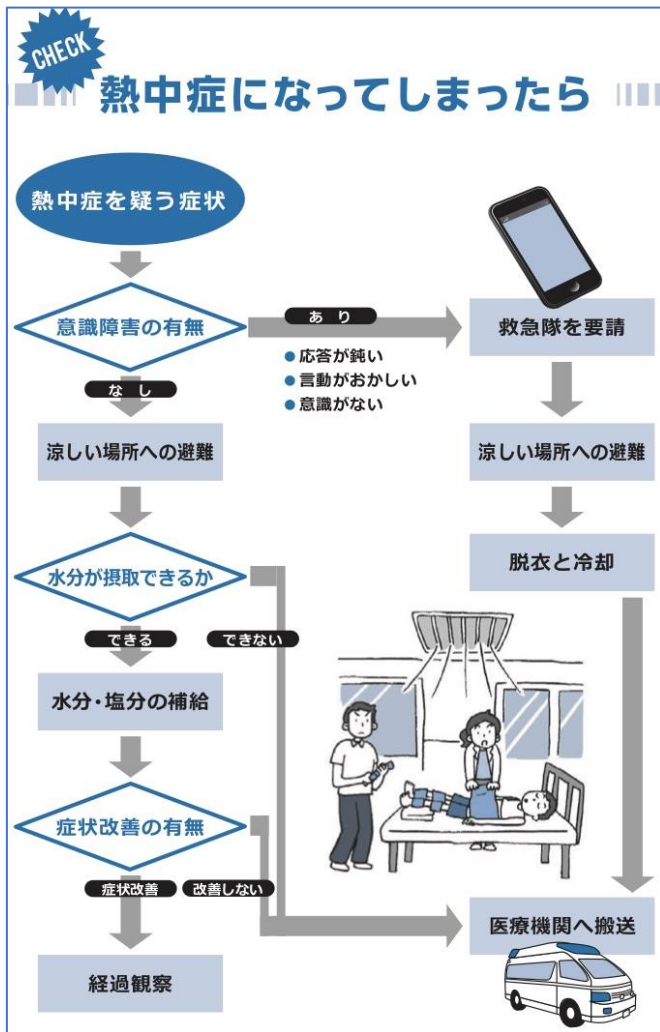 CHECK
熱中症になってしまったら
熱中症を疑う症状
意識障害の有無
あり
●応答が鈍い
●言動がおかしい
●意識がない
救急隊を要請
なし
涼しい場所への避難
涼しい場所への避難
水分が摂取できるか
脱衣と冷却
できる
できない
水分・塩分の補給
症状改善の有無
症状改善
改善しない
医療機関へ搬送
経過観察